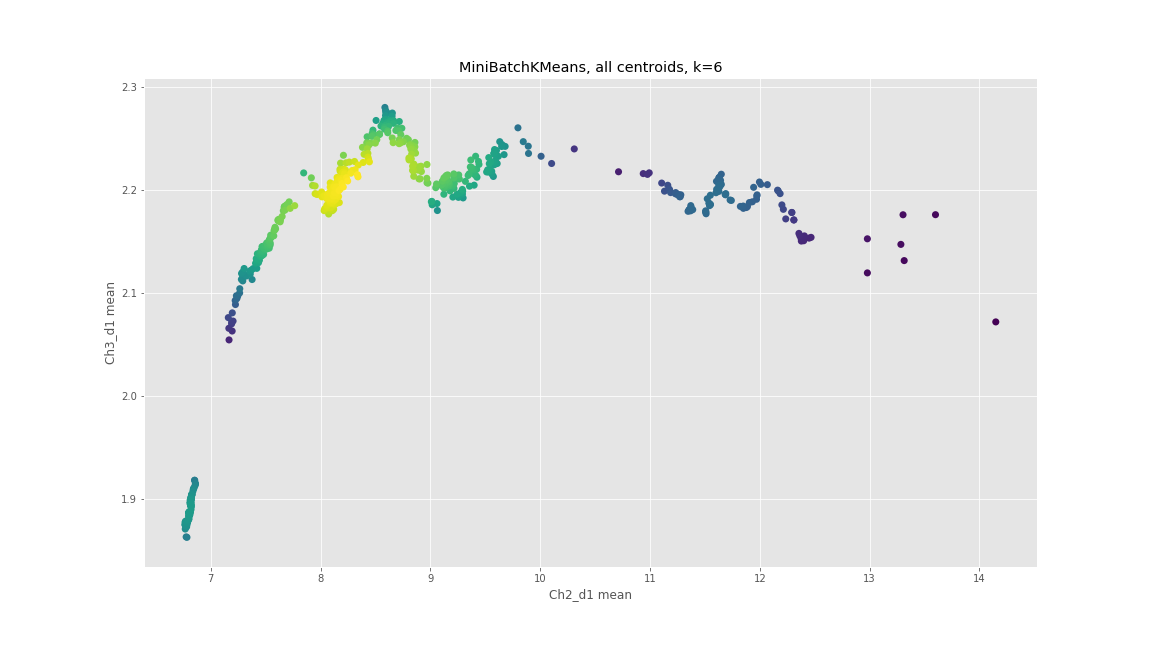 MiniBatchKMeans, all centroids, k=6
2.3
2.2
2.1
2.0
1.9
Ch3_d1 mean
7 8 9 10 11 12 13 14
Ch2_d1 mean